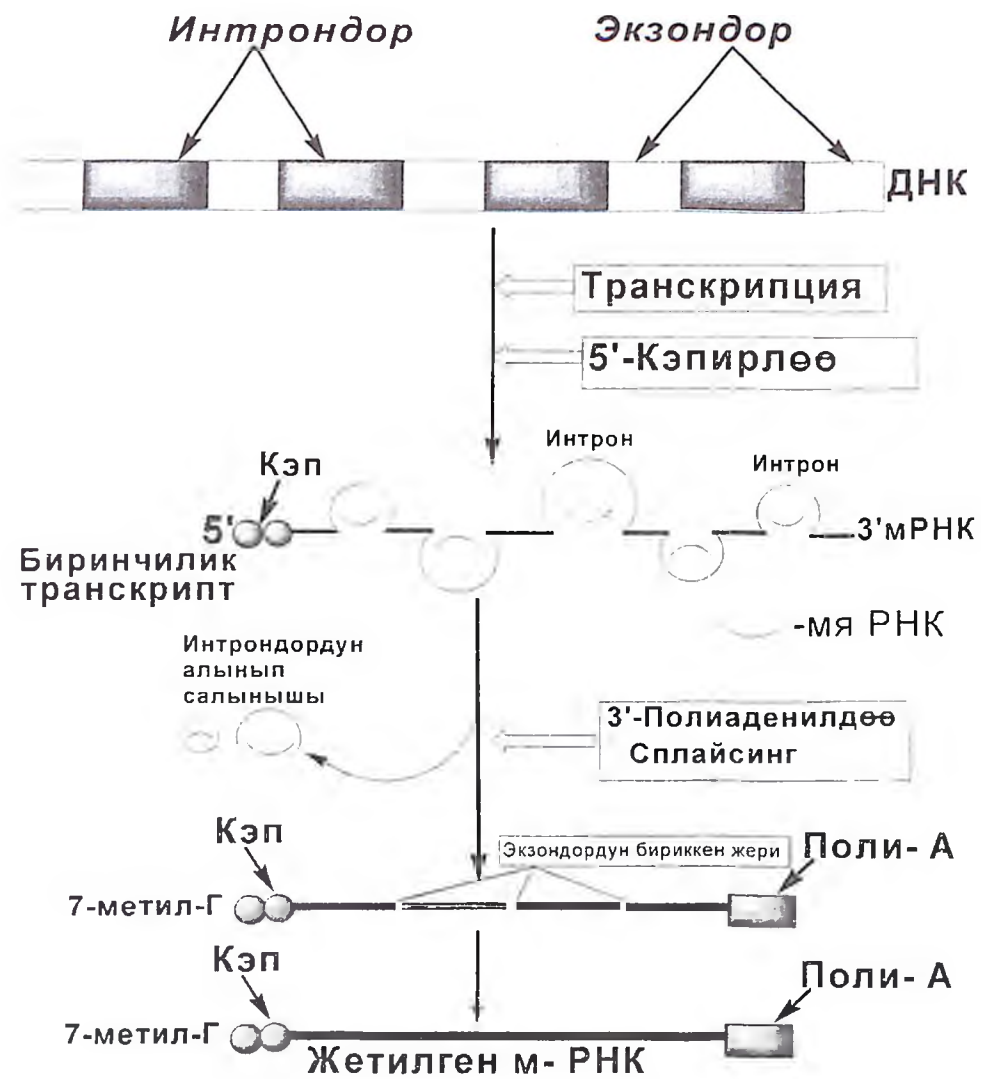 Интрондор
Экзондор
ДНК
Транскрипция
5'-Кэпирлөө
Интрон
Кэп
Интрон
5'
3'мРНК
Биринчилик
транскрипт
-мя РНК
Интрондордун
алынып
салынышы
3'-Полиаденилдөө
Сплайсинг
Кэп
Экзондордун бириккен жери
Поли- А
7-метил-Г
Кэп
Поли- А
7-метил-Г
Жетилген м- РНК